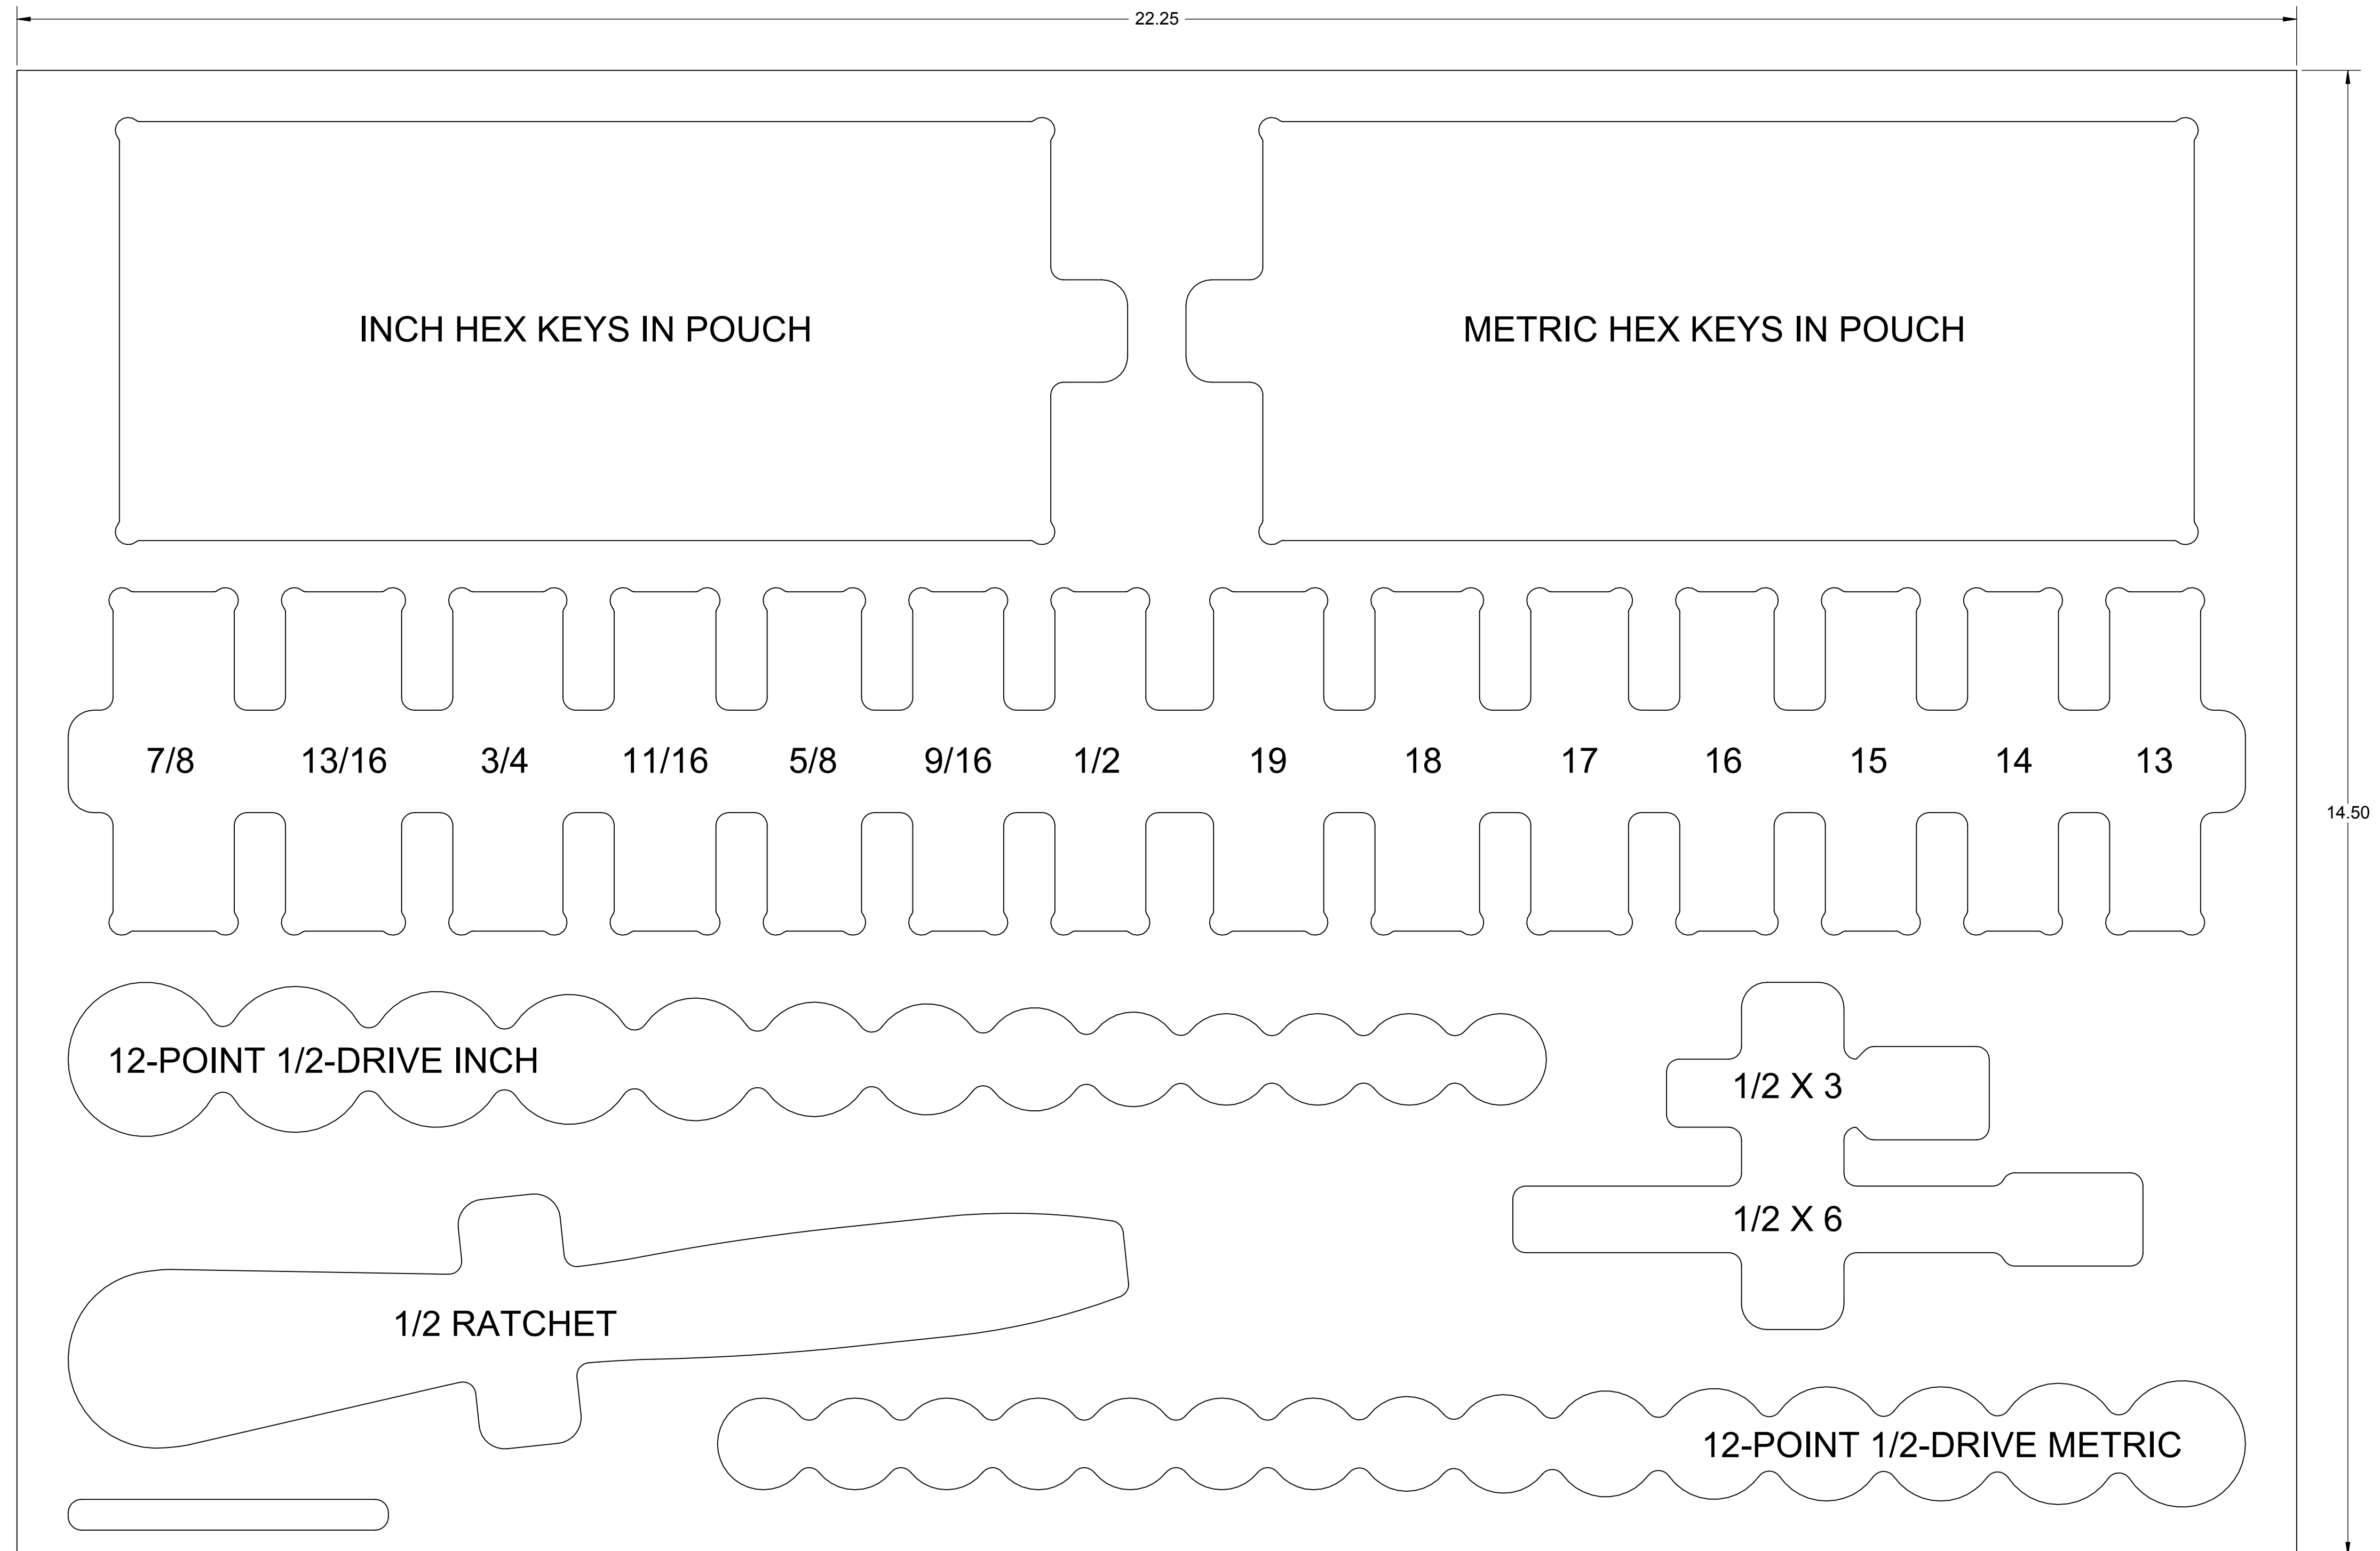 22.25
INCH HEX KEYS IN POUCH
METRIC HEX KEYS IN POUCH
7/8 13/16 3/4 11/16 5/8 9/16 1/2 19 18 17 16 15 14 13
14.50
12-POINT 1/2-DRIVE INCH
1/2 X 3
1/2 X 6
1/2 RATCHET
12-POINT 1/2-DRIVE METRIC